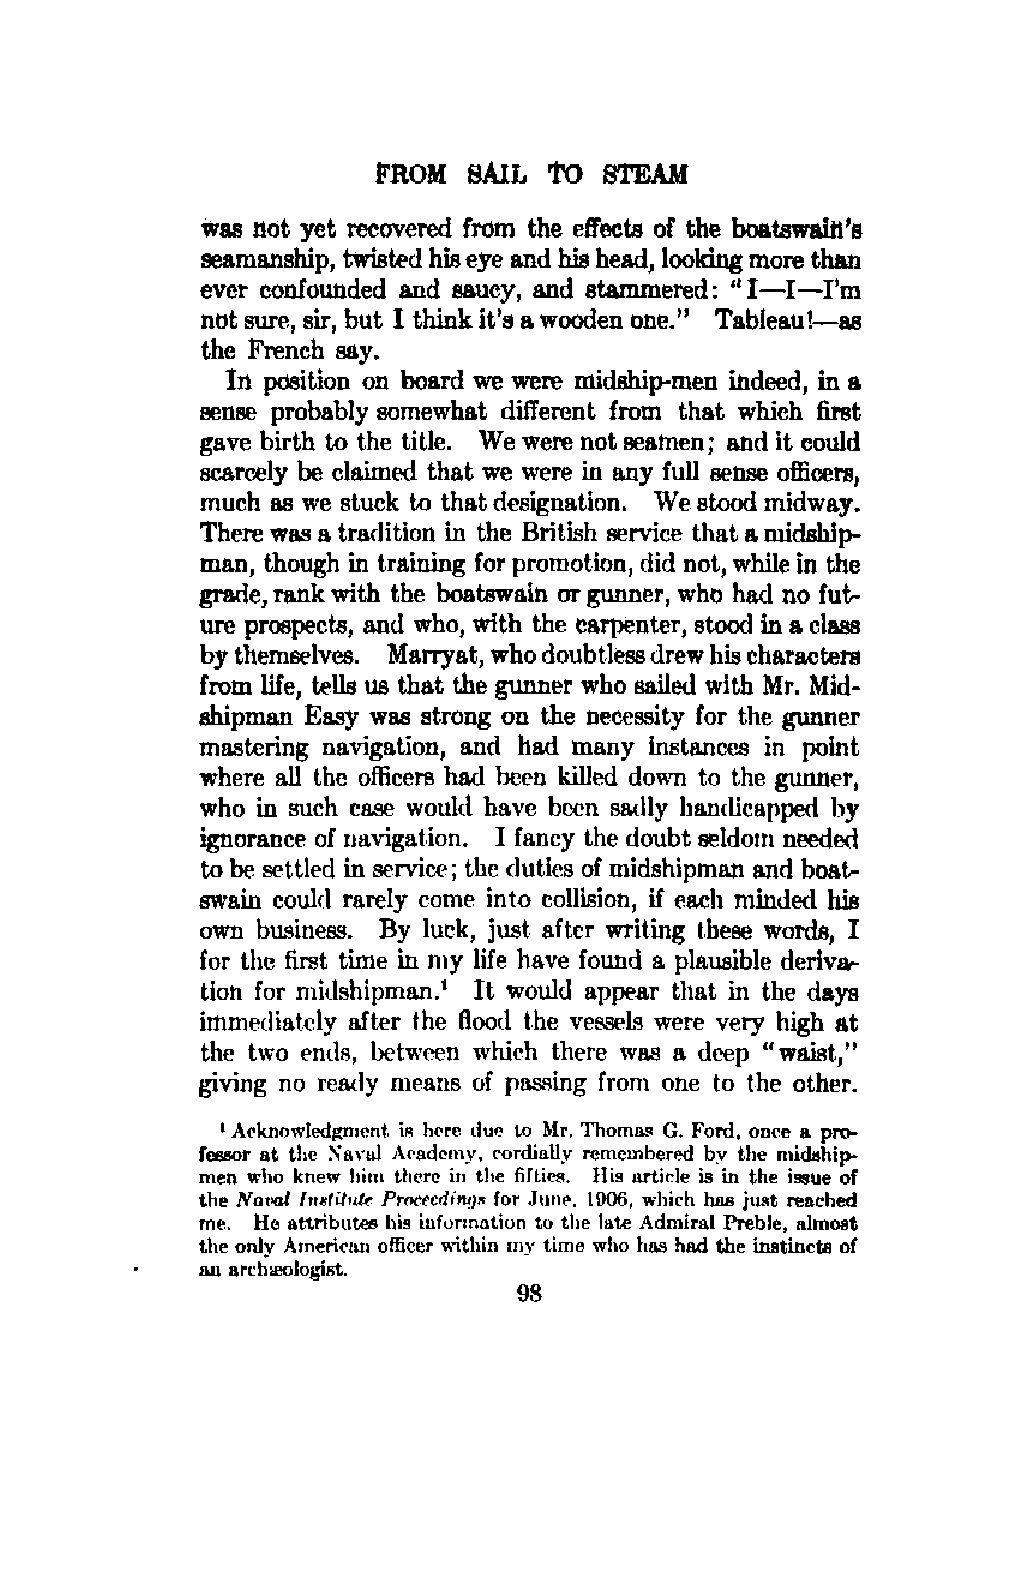 FROM SAIL TO STEAM
was not yet recovered from the effects of the boatswain's
seamanship, twisted his eye and his head, looking more than
ever confounded and saucy, and stammered: "I—I—I'm
not sure, sir, but I think it's a wooden one." Tableau!—as
the French say.
In position on board we were midship-men indeed, in a
sense probably somewhat different from that which first
gave birth to the title. We were not seamen; and it could
scarcely be claimed that we were in any full sense officers,
much as we stuck to that designation. We stood midway.
There was a tradition in the British service that a midship-
man, though in training for promotion, did not, while in the
grade, rank with the boatswain or gunner, who had no fut-
ure prospects, and who, with the carpenter, stood in a class
by themselves. Marryat, who doubtless drew his characters
from life, tells us that the gunner who sailed with Mr. Mid-
shipman Easy was strong on the necessity for the gunner
mastering navigation, and had many instances in point
where all the officers had been killed down to the gunner,
who in such case would have been sadly handicapped by
ignorance of navigation. I fancy the doubt seldom needed
to be settled in service; the duties of midshipman and boat-
swain could rarely come into collision, if each minded his
own business. By luck, just after writing these words, I
for the first time in my life have found a plausible deriva-
tion for midshipman.¹ It would appear that in the days
immediately after the flood the vessels were very high at
the two ends, between which there was a deep "waist,"
giving no ready means of passing from one to the other.
¹ Acknowledgment is here due to Mr. Thomas G. Ford, once a pro-
fessor at the Naval Academy, cordially remembered by the midship-
men who knew him there in the fifties. His article is in the issue of
the Naval Institute Proceedings for June, 1906, which has just reached
me. He attributes his information to the late Admiral Preble, almost
the only American officer within my time who has had the instincts of
an archæologist.
98